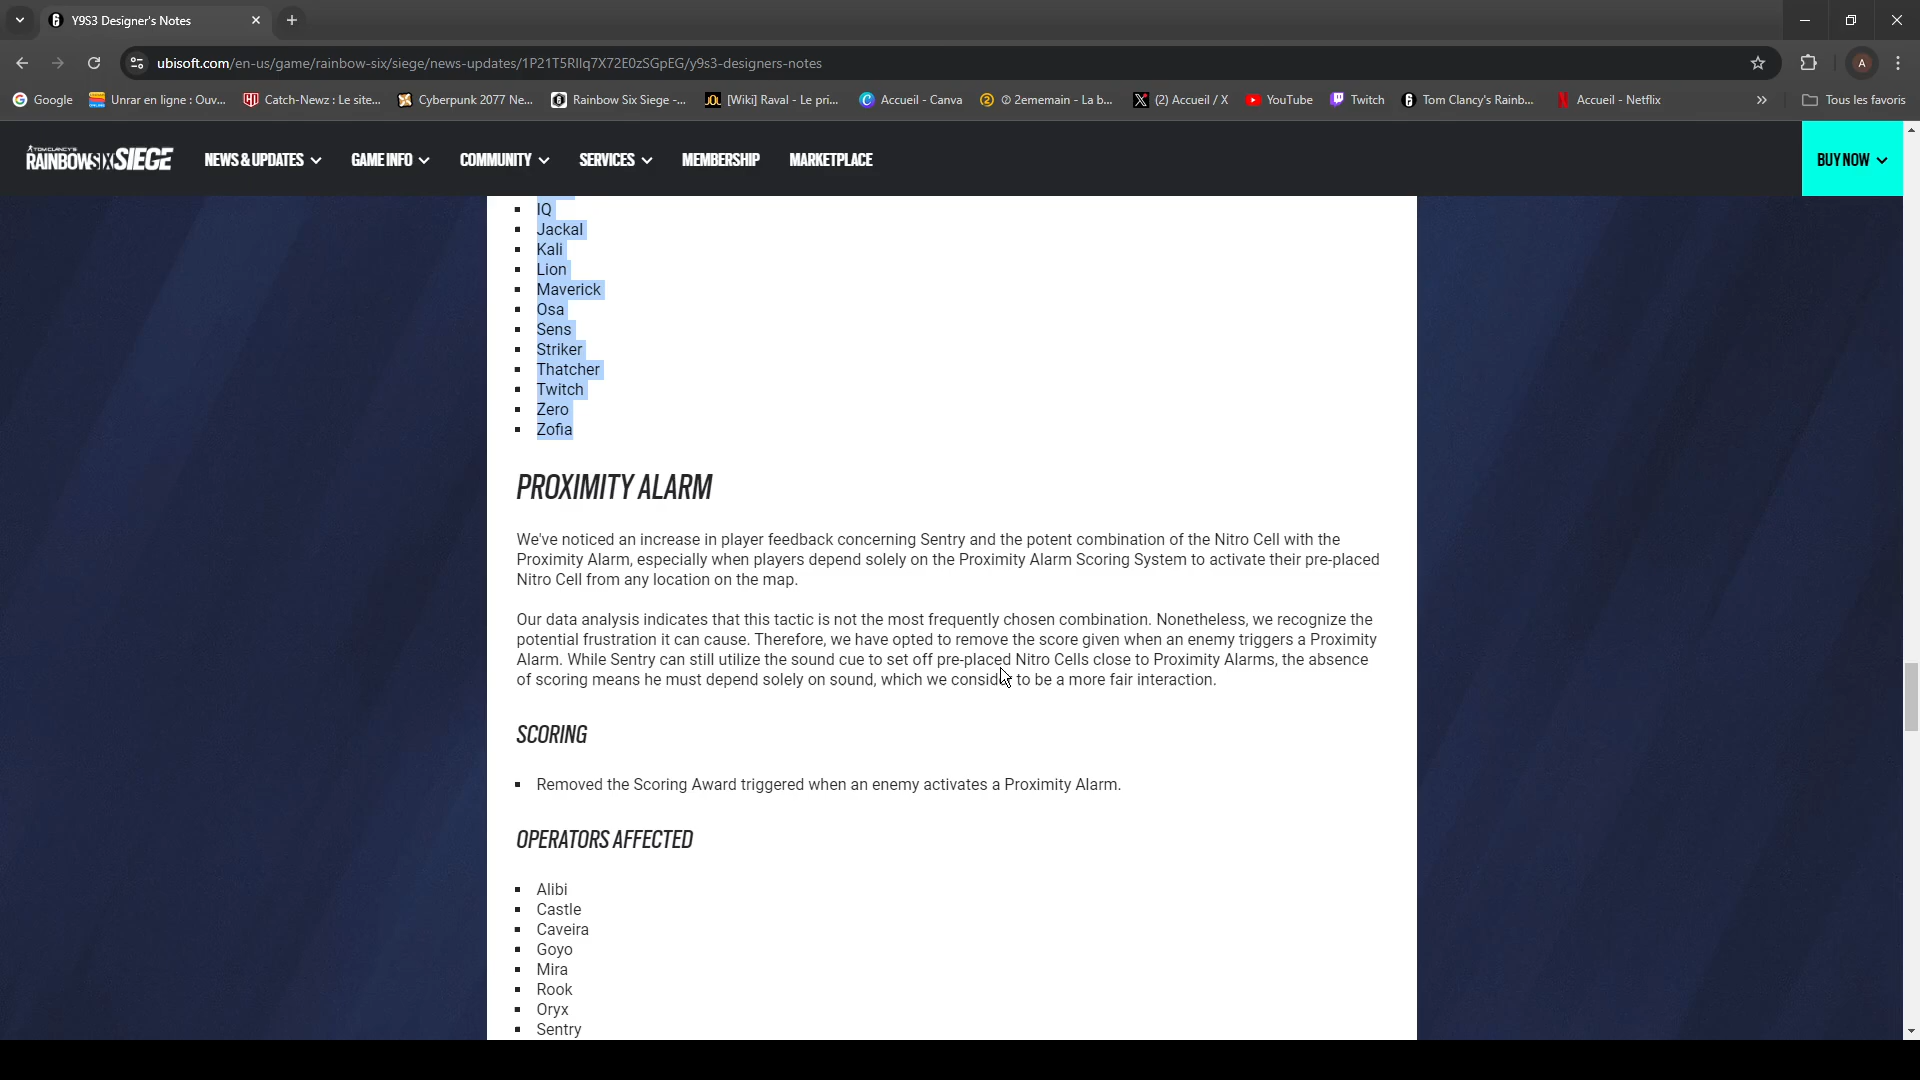 Y9S3 Designer's Notes
ubisoft.com/en-us/game/rainbow-six/siege/news-updates/1P21T5RIlq7X72E0zSGpEG/y9s3-designers-notes
A
Google
Unrar en ligne : Ouv...
Catch-Newz : Le site...
Cyberpunk 2077 Ne...
Rainbow Six Siege -...
JOL
[Wiki] Raval - Le pri...
Accueil - Canva
② 2ememain - La b...
(2) Accueil / X
YouTube
Twitch
Tom Clancy's Rainb...
Accueil - Netflix
Tous les favoris
TOM CLANCY'S
RAINBOW SIX SIEGE
NEWS & UPDATES
GAME INFO
COMMUNITY
SERVICES
MEMBERSHIP
MARKETPLACE
BUY NOW
IQ
Jackal
Kali
Lion
Maverick
Osa
Sens
Striker
Thatcher
Twitch
Zero
Zofia
PROXIMITY ALARM
We've noticed an increase in player feedback concerning Sentry and the potent combination of the Nitro Cell with the
Proximity Alarm, especially when players depend solely on the Proximity Alarm Scoring System to activate their pre-placed
Nitro Cell from any location on the map.
Our data analysis indicates that this tactic is not the most frequently chosen combination. Nonetheless, we recognize the
potential frustration it can cause. Therefore, we have opted to remove the score given when an enemy triggers a Proximity
Alarm. While Sentry can still utilize the sound cue to set off pre-placed Nitro Cells close to Proximity Alarms, the absence
of scoring means he must depend solely on sound, which we consider to be a more fair interaction.
SCORING
Removed the Scoring Award triggered when an enemy activates a Proximity Alarm.
OPERATORS AFFECTED
Alibi
Castle
Caveira
Goyo
Mira
Rook
Oryx
Sentry